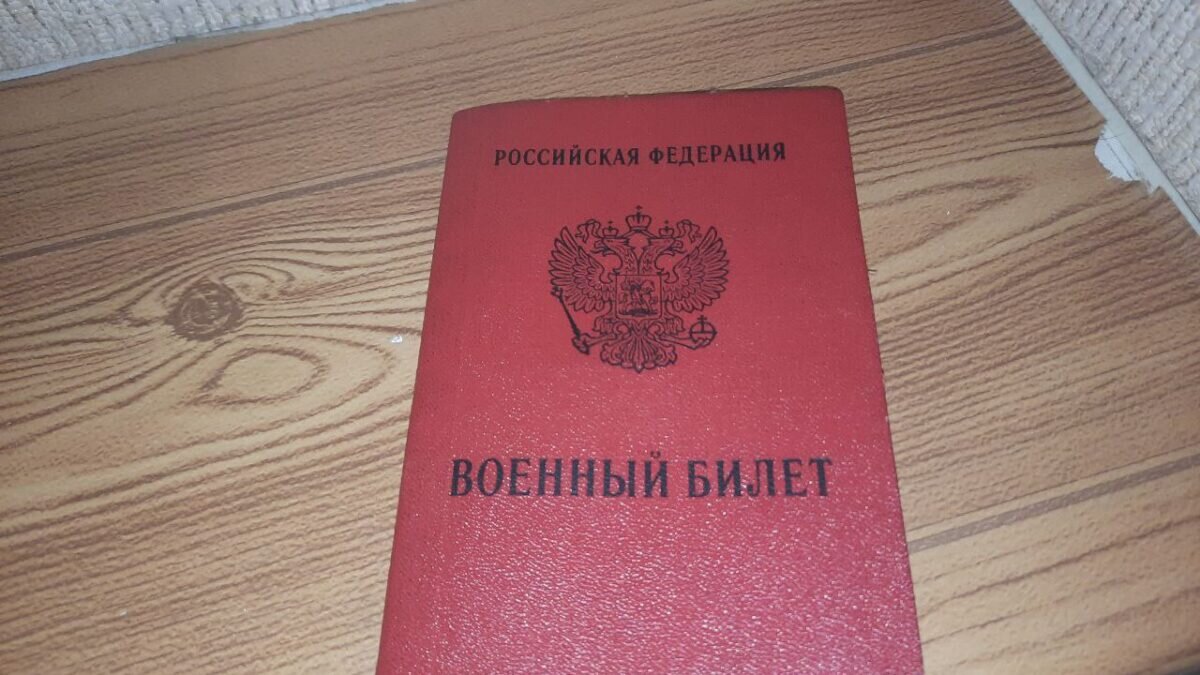 РОССИЙСКАЯ ФЕДЕРАЦИЯ
ВОЕННЫЙ БИЛЕТ